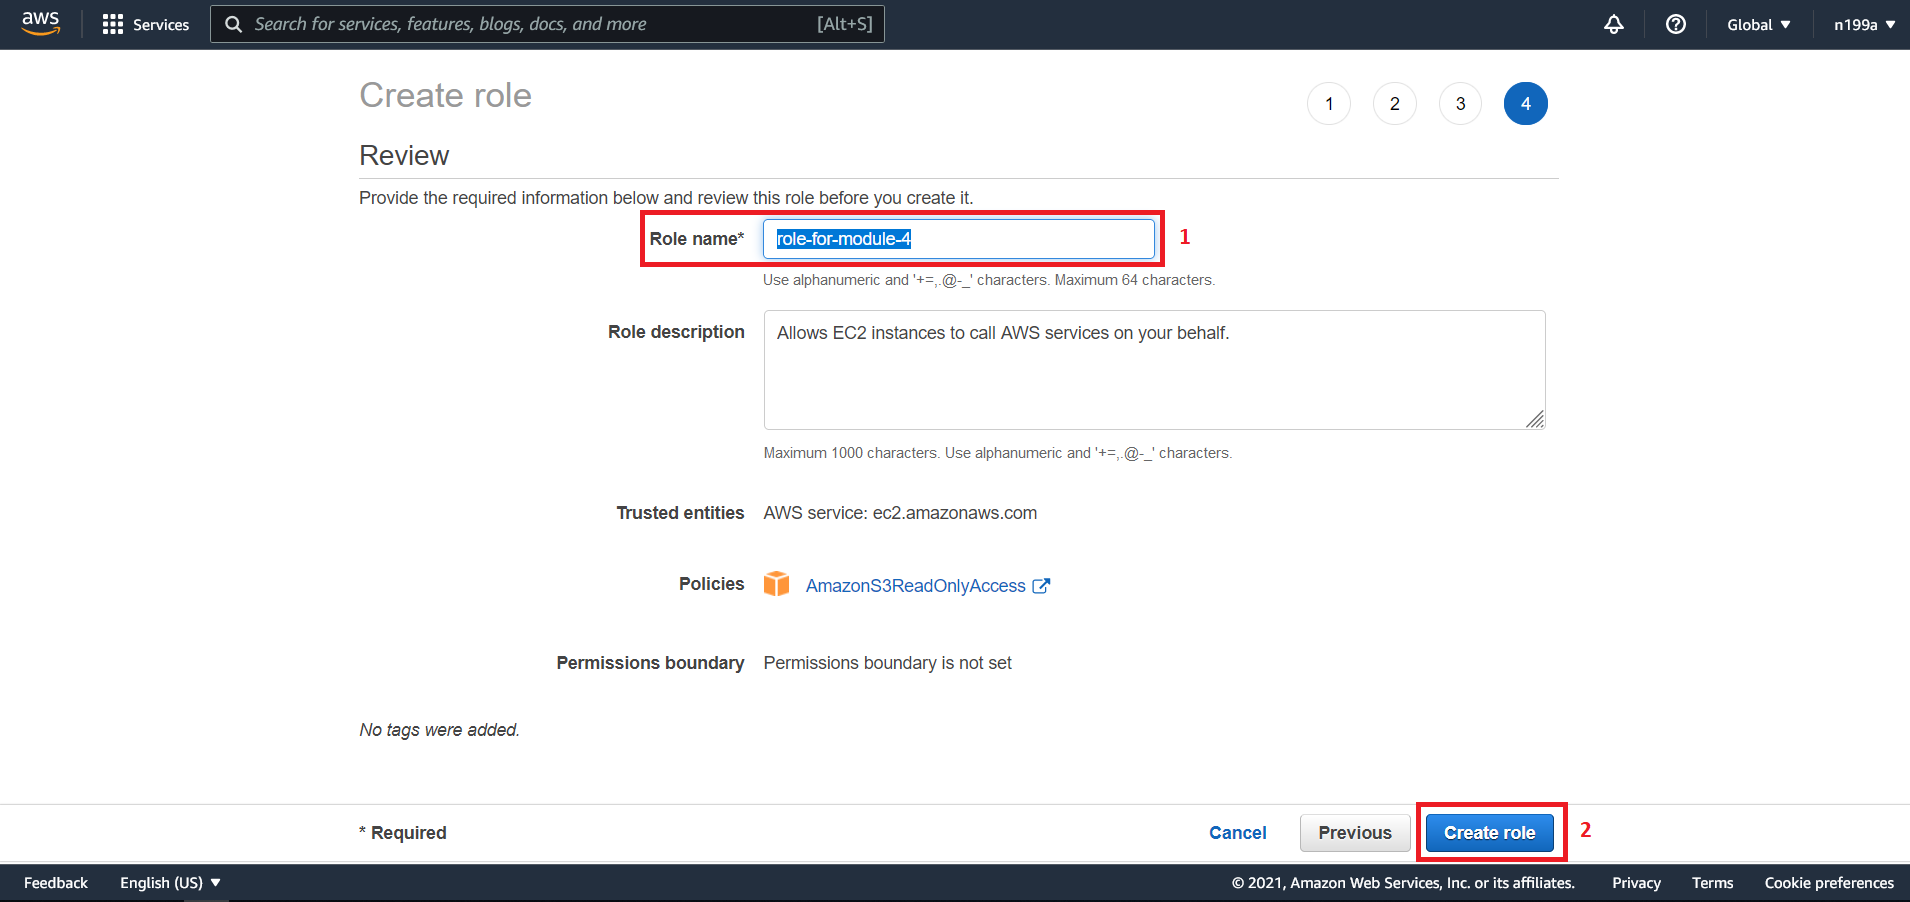 aws Services Search for services, features, blogs, docs, and more [Alt+S] Global n199a
Create role 1 2 3 4
Review
Provide the required information below and review this role before you create it.
Role name* role-for-module-4 1
Use alphanumeric and '+=,.@-_' characters. Maximum 64 characters.
Role description Allows EC2 instances to call AWS services on your behalf.
Maximum 1000 characters. Use alphanumeric and '+=,.@-_' characters.
Trusted entities AWS service: ec2.amazonaws.com
Policies AmazonS3ReadOnlyAccess
Permissions boundary Permissions boundary is not set
No tags were added.
* Required Cancel Previous Create role 2
Feedback English (US) © 2021, Amazon Web Services, Inc. or its affiliates. Privacy Terms Cookie preferences